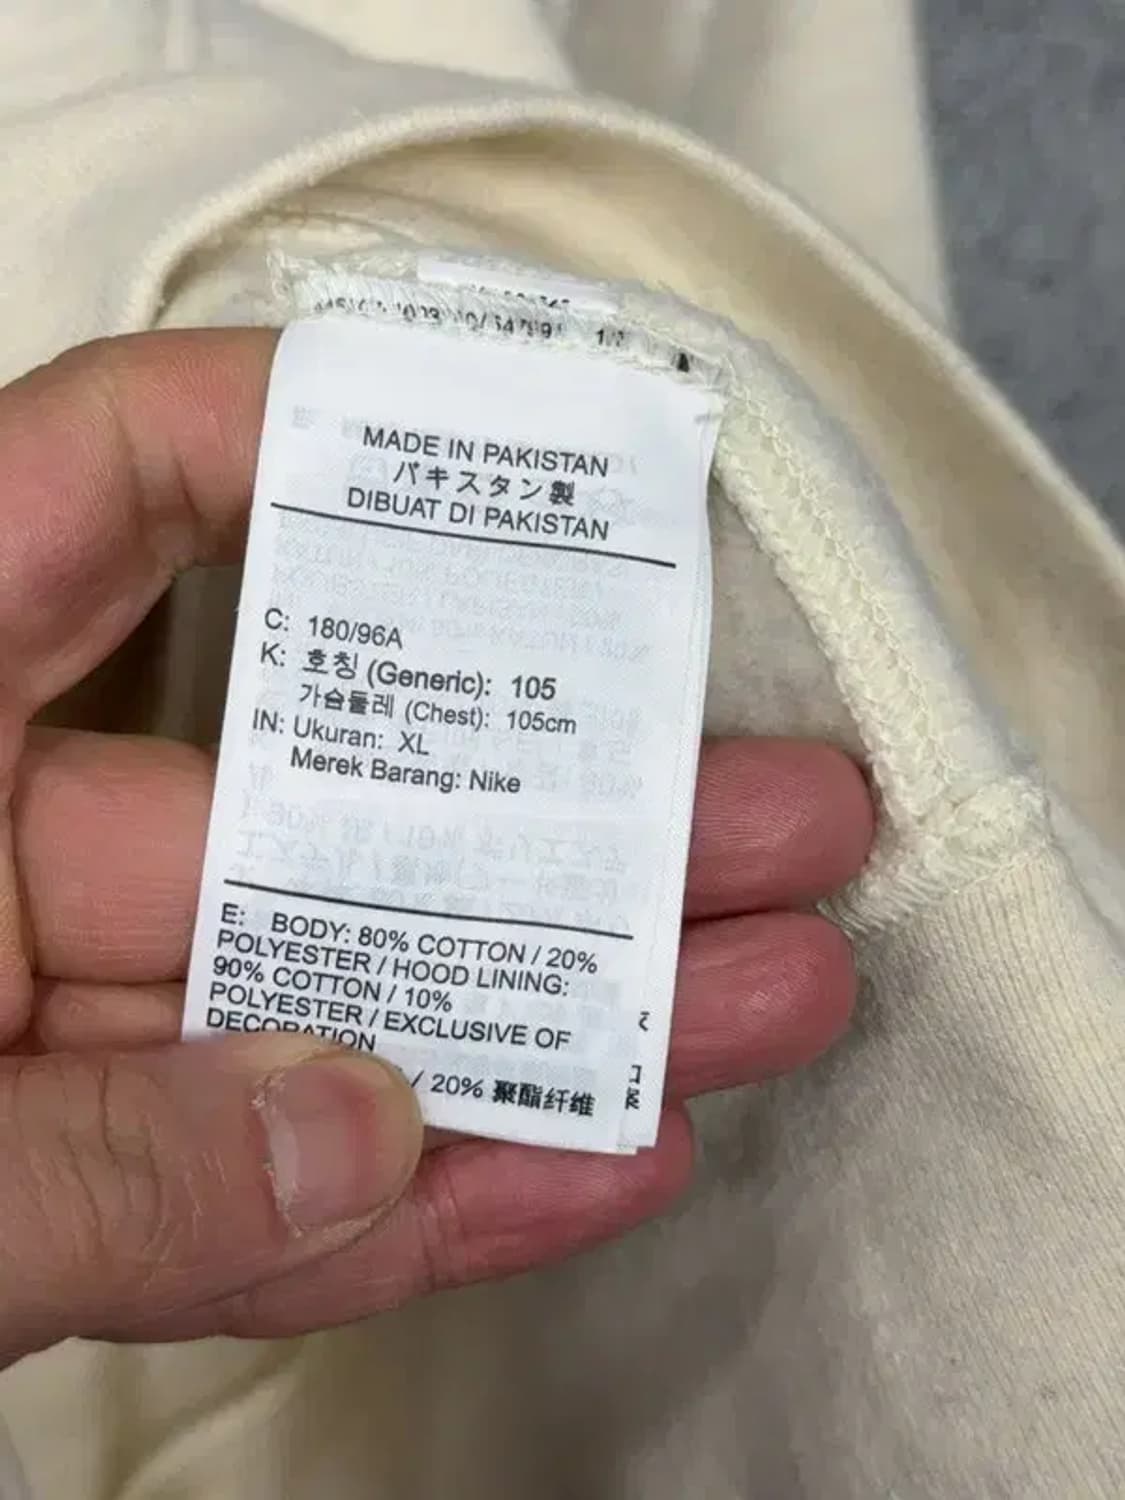 MADE IN PAKISTAN
パキスタン製
DIBUAT DI PAKISTAN
C: 180/96A
K: 호칭 (Generic): 105
가슴둘레 (Chest): 105cm
IN: Ukuran: XL
Merek Barang: Nike
E: BODY: 80% COTTON / 20%
POLYESTER / HOOD LINING:
90% COTTON / 10%
POLYESTER / EXCLUSIVE OF
DECORATION
/ 20% 聚酯纤维